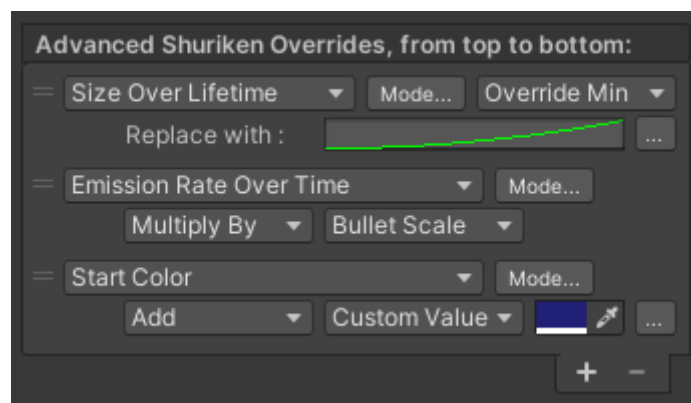 Advanced Shuriken Overrides, from top to bottom:
Size Over Lifetime Mode... Override Min
Replace with : ...
Emission Rate Over Time Mode...
Multiply By Bullet Scale
Start Color Mode...
Add Custom Value ...
+ −